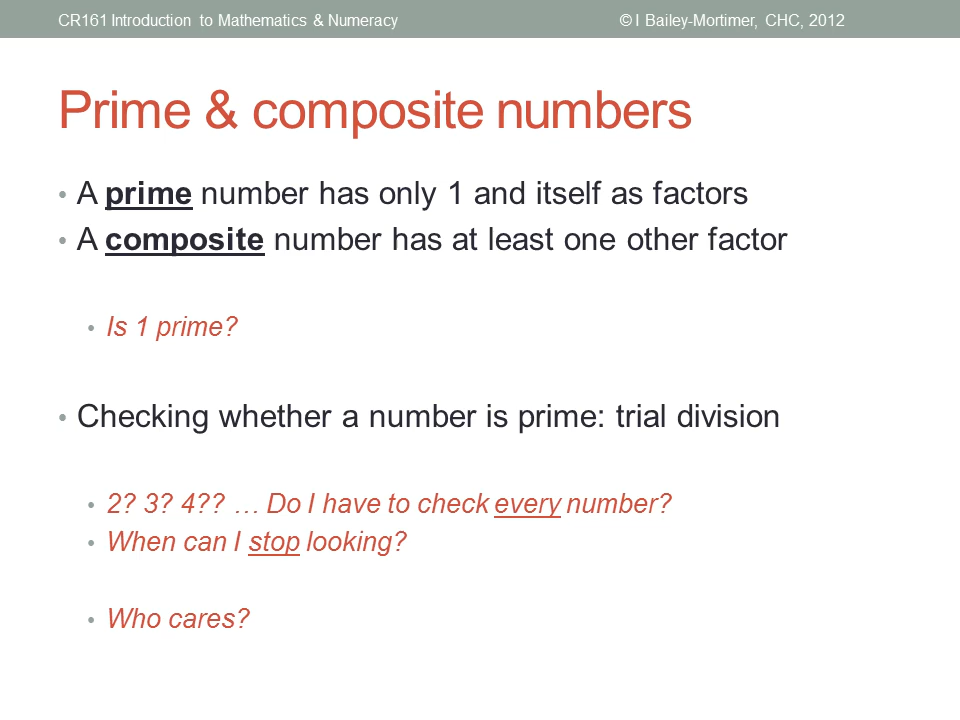 CR161 Introduction to Mathematics & Numeracy © I Bailey-Mortimer, CHC, 2012
Prime & composite numbers
• A prime number has only 1 and itself as factors
• A composite number has at least one other factor
• Is 1 prime?
• Checking whether a number is prime: trial division
• 2? 3? 4?? … Do I have to check every number?
• When can I stop looking?
• Who cares?